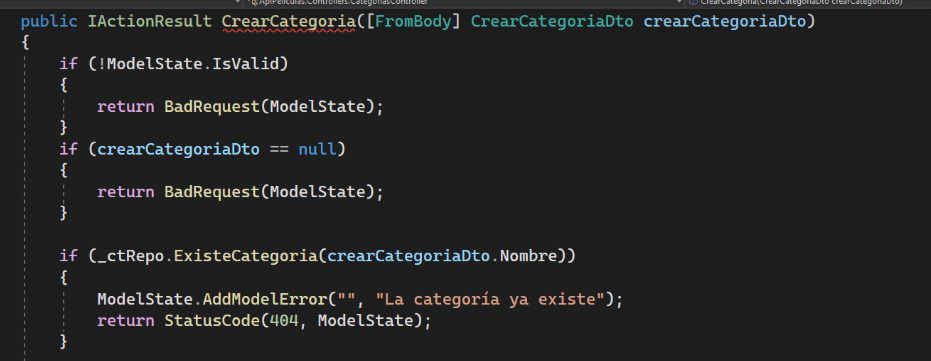 ApiPeliculas.Controllers.CategoriasController
CrearCategoria(CrearCategoriaDto crearCategoriaDto)
public IActionResult CrearCategoria([FromBody] CrearCategoriaDto crearCategoriaDto)
{
if (!ModelState.IsValid)
{
return BadRequest(ModelState);
}
if (crearCategoriaDto == null)
{
return BadRequest(ModelState);
}
if (_ctRepo.ExisteCategoria(crearCategoriaDto.Nombre))
{
ModelState.AddModelError("", "La categoría ya existe");
return StatusCode(404, ModelState);
}